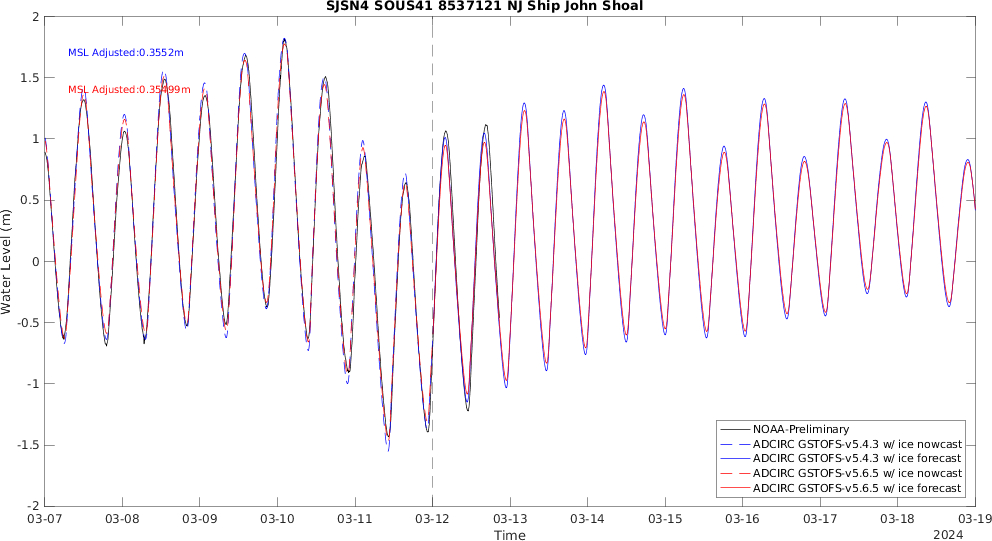 SJSN4 SOUS41 8537121 NJ Ship John Shoal
MSL Adjusted:0.3552m
MSL Adjusted:0.35499m
Water Level (m)
2
1.5
1
0.5
0
-0.5
-1
-1.5
-2
NOAA-Preliminary
ADCIRC GSTOFS-v5.4.3 w/ ice nowcast
ADCIRC GSTOFS-v5.4.3 w/ ice forecast
ADCIRC GSTOFS-v5.6.5 w/ ice nowcast
ADCIRC GSTOFS-v5.6.5 w/ ice forecast
03-07 03-08 03-09 03-10 03-11 03-12 03-13 03-14 03-15 03-16 03-17 03-18 03-19
Time
2024